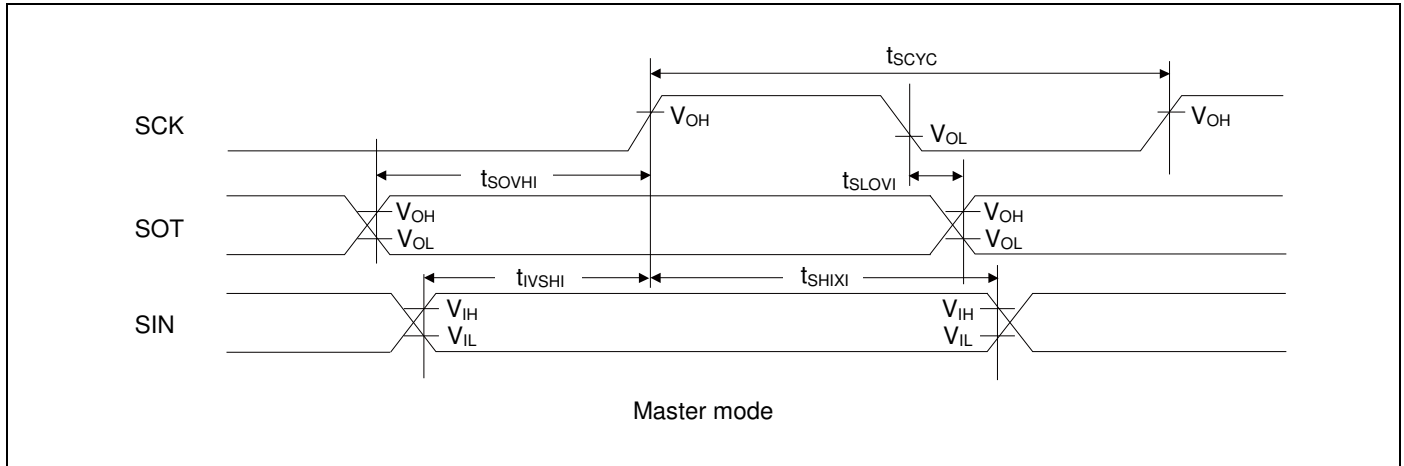 tSCYC
SCK
VOH
VOL
VOH
tSOVHI
tSLOVI
SOT
VOH
VOL
VOH
VOL
tIVSHI
tSHIXI
SIN
VIH
VIL
VIH
VIL
Master mode